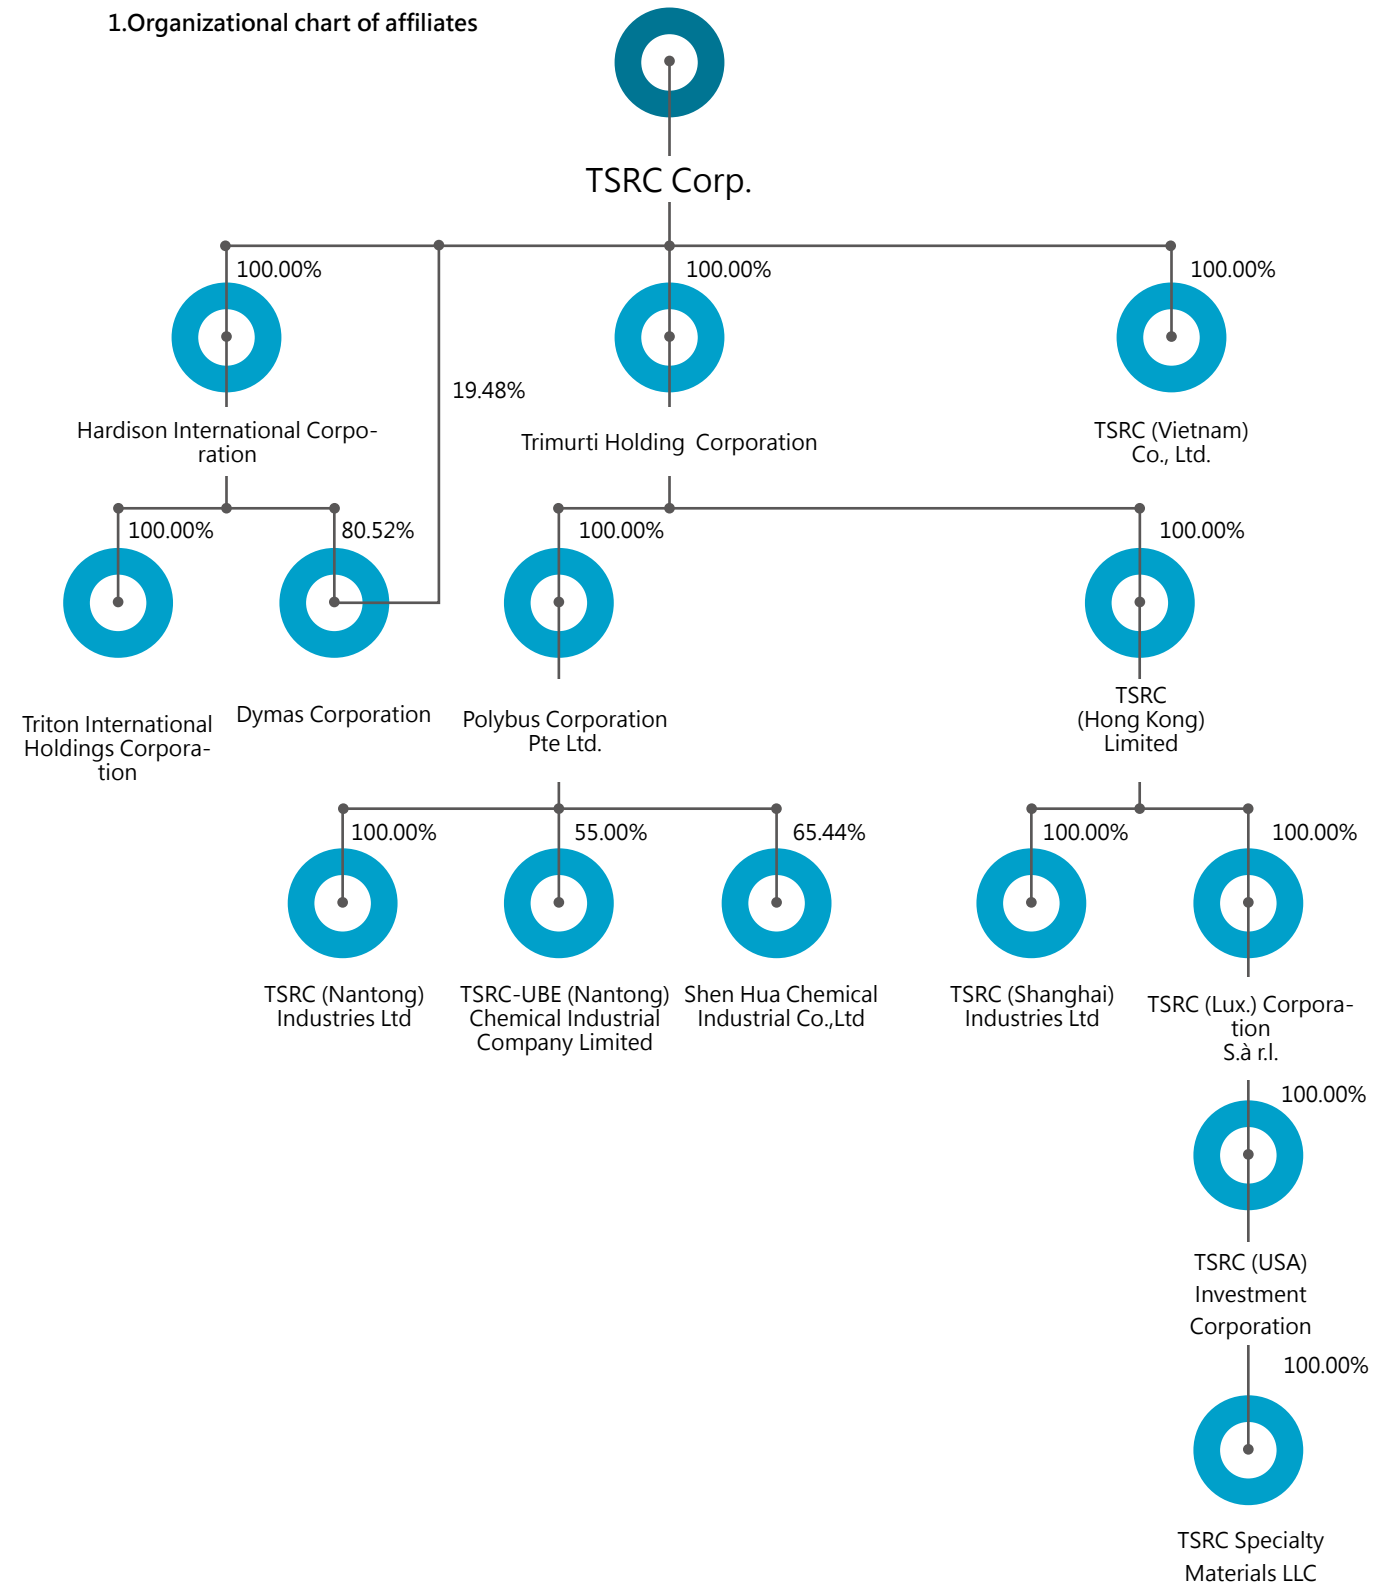 1.Organizational chart of affiliates
TSRC Corp.
100.00%
100.00%
100.00%
19.48%
Hardison International Corpo-
ration
Trimurti Holding  Corporation
TSRC (Vietnam)
Co., Ltd.
100.00%
80.52%
100.00%
100.00%
Triton International
Holdings Corpora-
tion
Dymas Corporation
Polybus Corporation
Pte Ltd.
TSRC
(Hong Kong)
Limited
100.00%
55.00%
65.44%
100.00%
100.00%
TSRC (Nantong)
Industries Ltd
TSRC-UBE (Nantong)
Chemical Industrial
Company Limited
Shen Hua Chemical
Industrial Co.,Ltd
TSRC (Shanghai)
Industries Ltd
TSRC (Lux.) Corpora-
tion
S.à r.l.
100.00%
TSRC (USA)
Investment
Corporation
100.00%
TSRC Specialty
Materials LLC